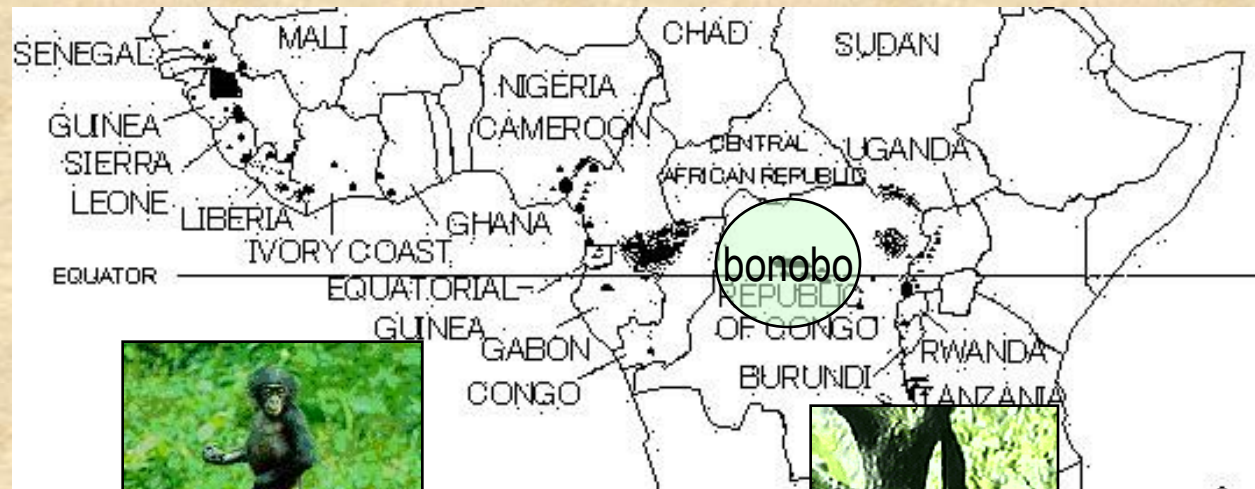 SENEGAL
MALI
CHAD
SUDAN
NIGERIA
GUINEA
CAMEROON
SIERRA
LEONE
CENTRAL
AFRICAN REPUBLIC
UGANDA
LIBERIA
GHANA
IVORY COAST
bonobo
EQUATOR
EQUATORIAL
GUINEA
REPUBLIC
OF CONGO
GABON
RWANDA
CONGO
BURUNDI
TANZANIA